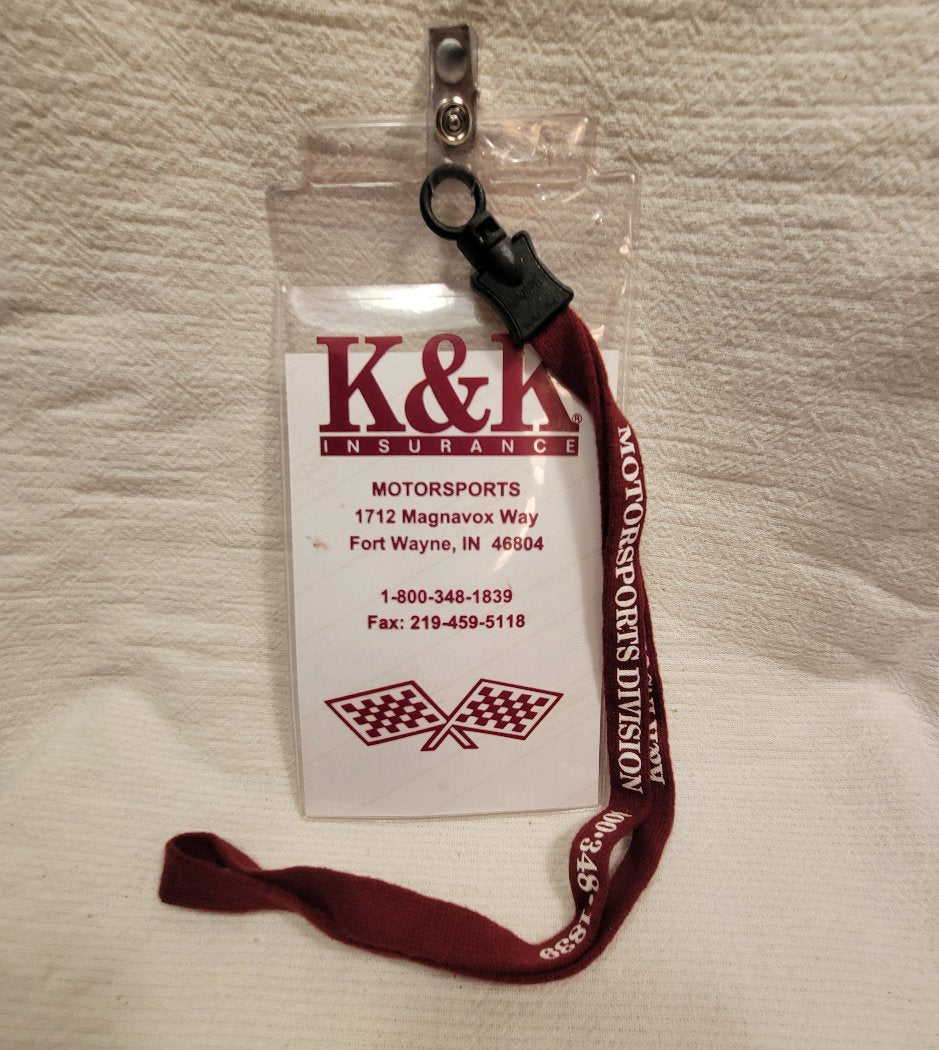 K&K®
INSURANCE
MOTORSPORTS
1712 Magnavox Way
Fort Wayne, IN 46804
1-800-348-1839
Fax: 219-459-5118
MOTORSPORTS DIVISION
00•348-1839